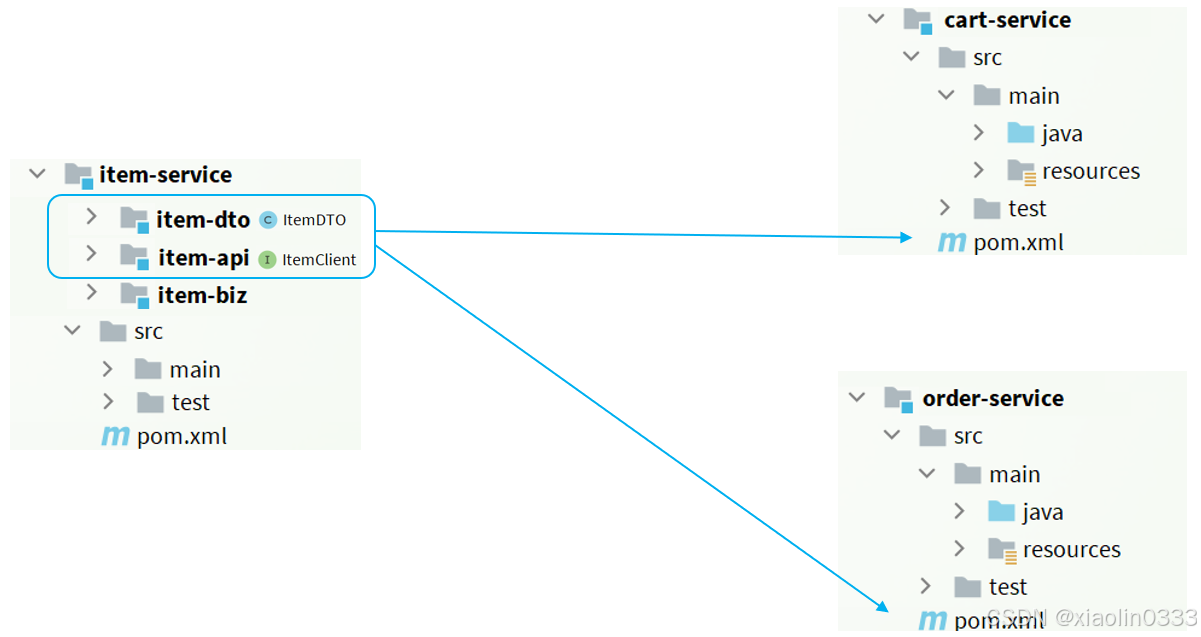 item-service
item-dto C ItemDTO
item-api I ItemClient
item-biz
src
main
test
m pom.xml
cart-service
src
main
java
resources
test
m pom.xml
order-service
src
main
java
resources
test
m pom.xml
CSDN @xiaolin0333